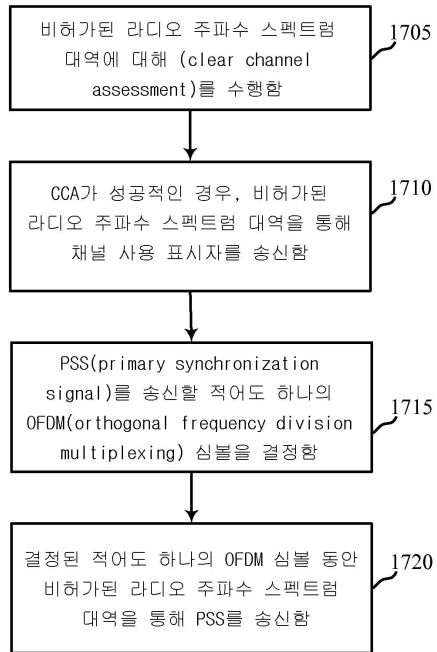 비허가된 라디오 주파수 스펙트럼
대역에 대해 (clear channel
assessment)를 수행함
1705
CCA가 성공적인 경우, 비허가된
라디오 주파수 스펙트럼 대역을 통해
채널 사용 표시자를 송신함
1710
PSS(primary synchronization
signal)를 송신할 적어도 하나의
OFDM(orthogonal frequency division
multiplexing) 심볼을 결정함
1715
결정된 적어도 하나의 OFDM 심볼 동안
비허가된 라디오 주파수 스펙트럼
대역을 통해 PSS를 송신함
1720